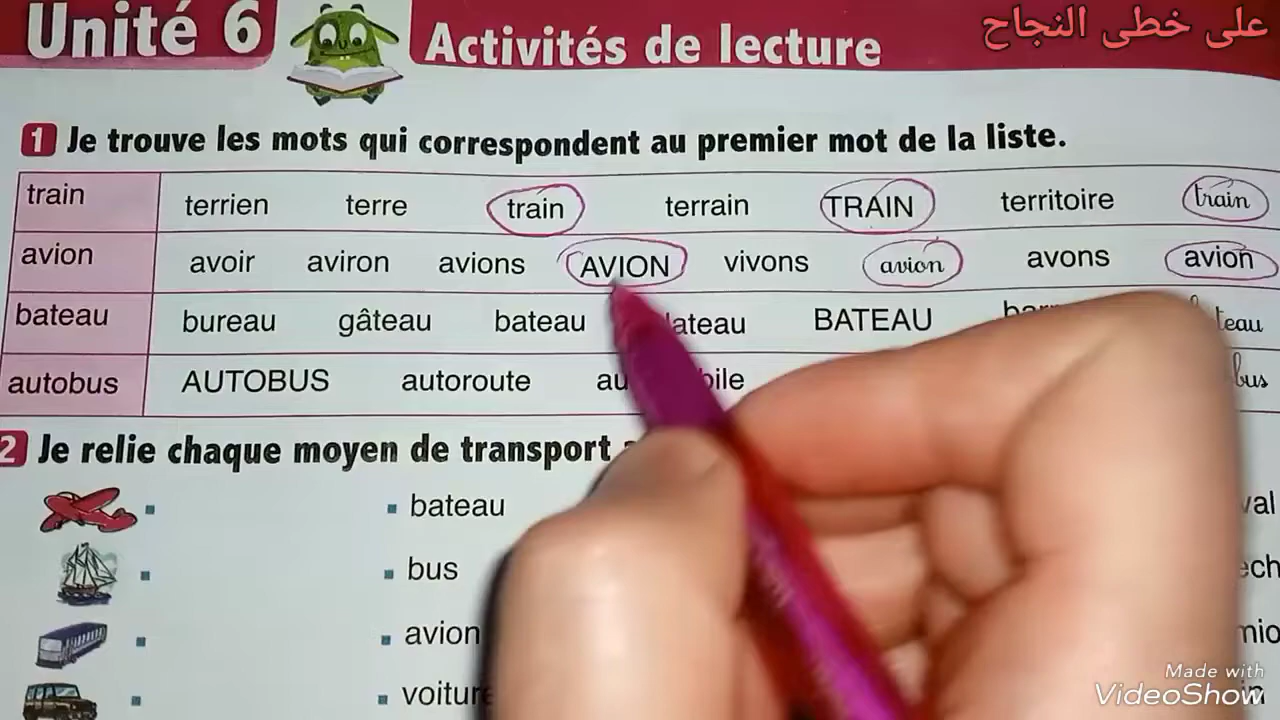 على خطى النجاح
Unité 6 Activités de lecture
1 Je trouve les mots qui correspondent au premier mot de la liste.
train terrien terre train terrain TRAIN territoire train
avion avoir aviron avions AVION vivons avion avons avion
bateau bureau gâteau bateau BATEAU
autobus AUTOBUS autoroute
2 Je relie chaque moyen de transport
bateau
bus
avion
voiture
Made with
VideoShow